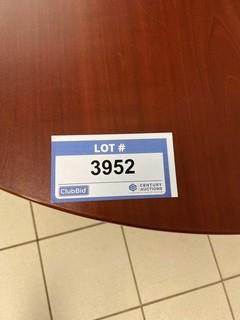 LOT #
3952
ClubBid
CENTURY
AUCTIONS